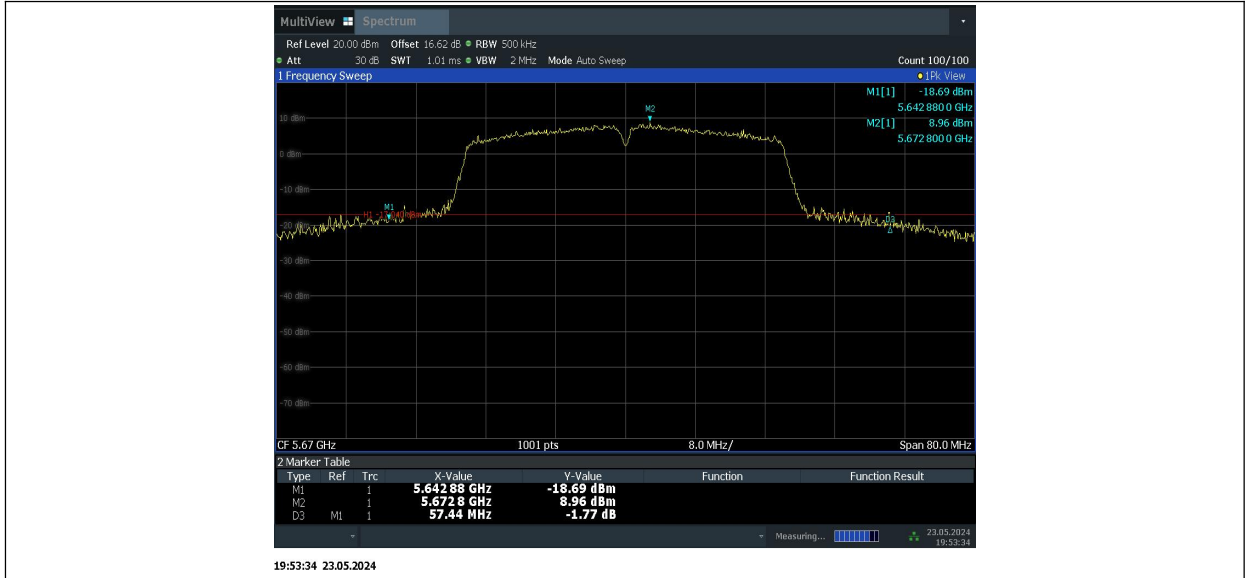 MultiView Spectrum
Ref Level 20.00 dBm Offset 16.62 dB RBW 500 kHz
Att 30 dB SWT 1.01 ms VBW 2 MHz Mode Auto Sweep Count 100/100
1 Frequency Sweep 1Pk View
M1[1] -18.69 dBm
5.642 880 0 GHz
M2[1] 8.96 dBm
5.672 800 0 GHz
M2
10 dBm
0 dBm
-10 dBm
M1
D3
-20 dBm
-30 dBm
-40 dBm
-50 dBm
-60 dBm
-70 dBm
CF 5.67 GHz 1001 pts 8.0 MHz/ Span 80.0 MHz
2 Marker Table
Type Ref Trc X-Value Y-Value Function Function Result
M1 1 5.642 88 GHz -18.69 dBm
M2 1 5.672 8 GHz 8.96 dBm
D3 M1 1 57.44 MHz -1.77 dB
Measuring... 23.05.2024
19:53:34
19:53:34 23.05.2024